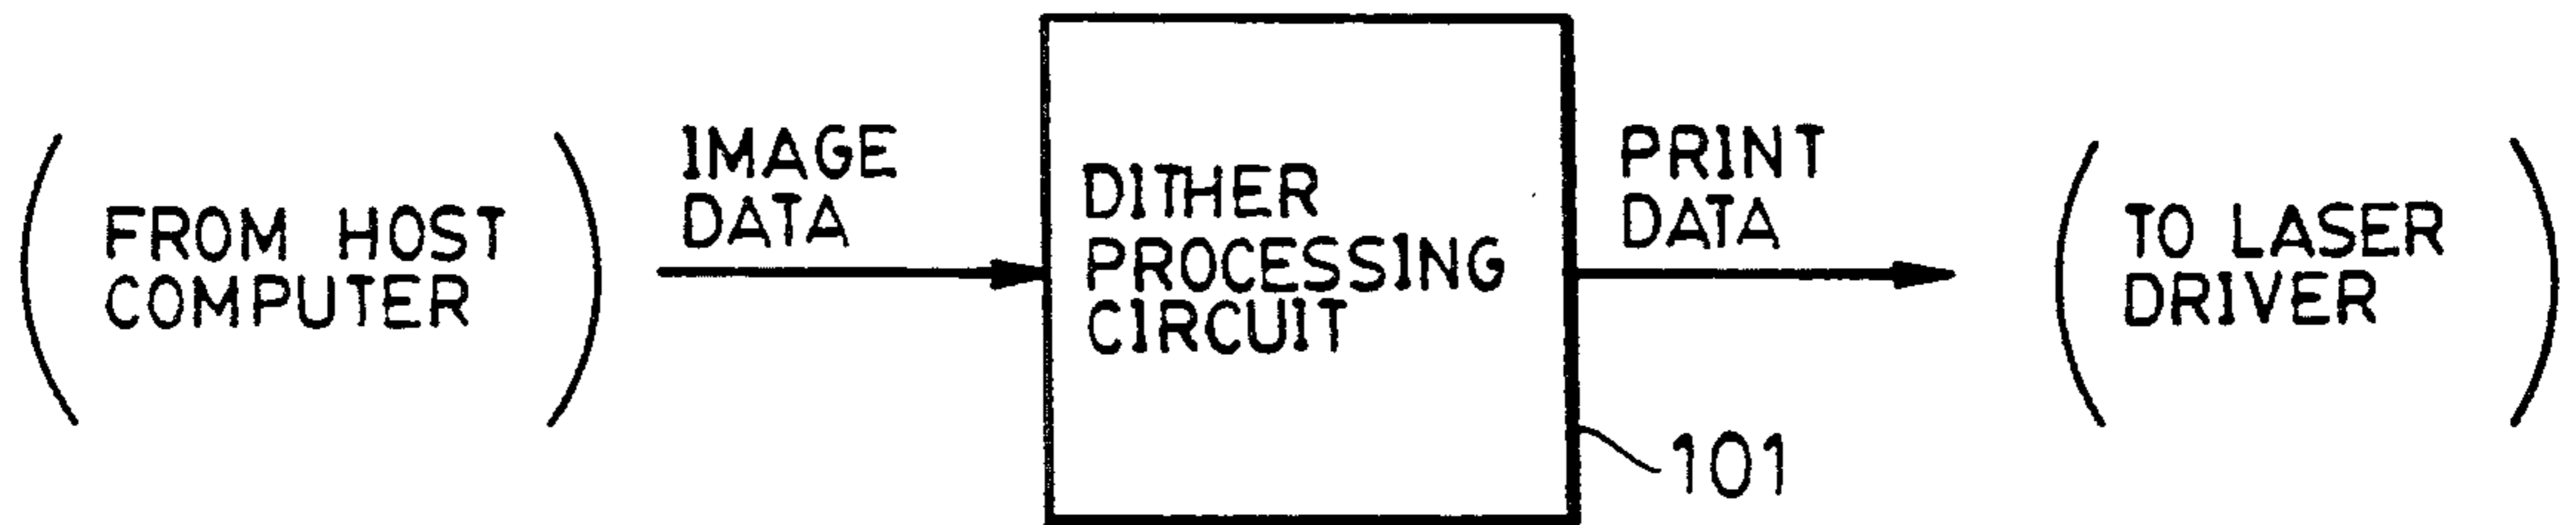 FROM HOST
COMPUTER
IMAGE
DATA
DITHER
PROCESSING
CIRCUIT
PRINT
DATA
TO LASER
DRIVER
101